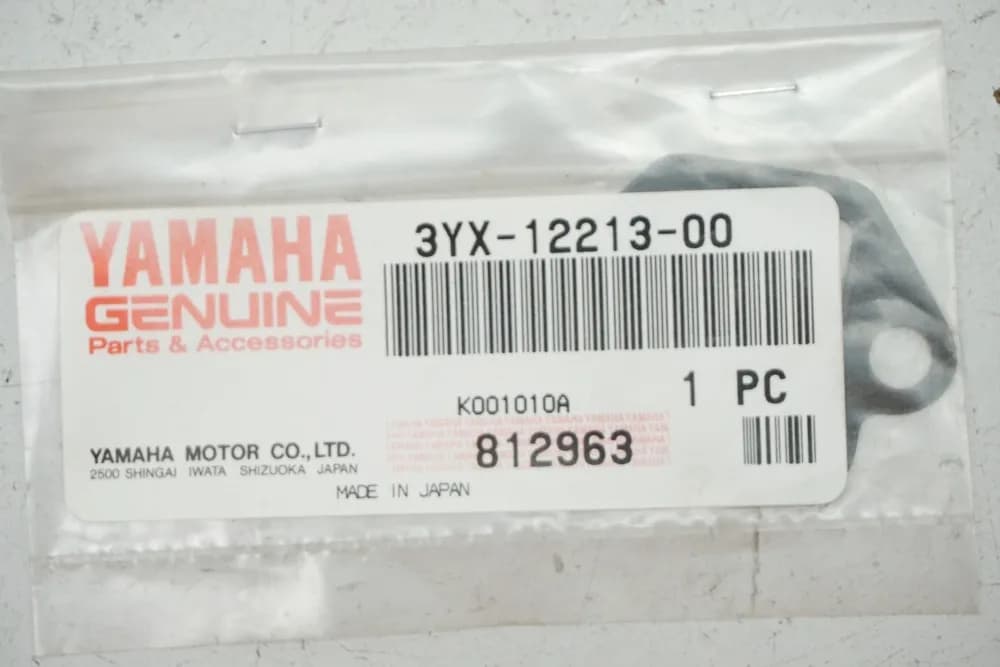 YAMAHA
GENUINE
Parts & Accessories
3YX-12213-00
1 PC
K001010A
812963
YAMAHA MOTOR CO.,LTD.
2500 SHINGAI IWATA SHIZUOKA JAPAN
MADE IN JAPAN